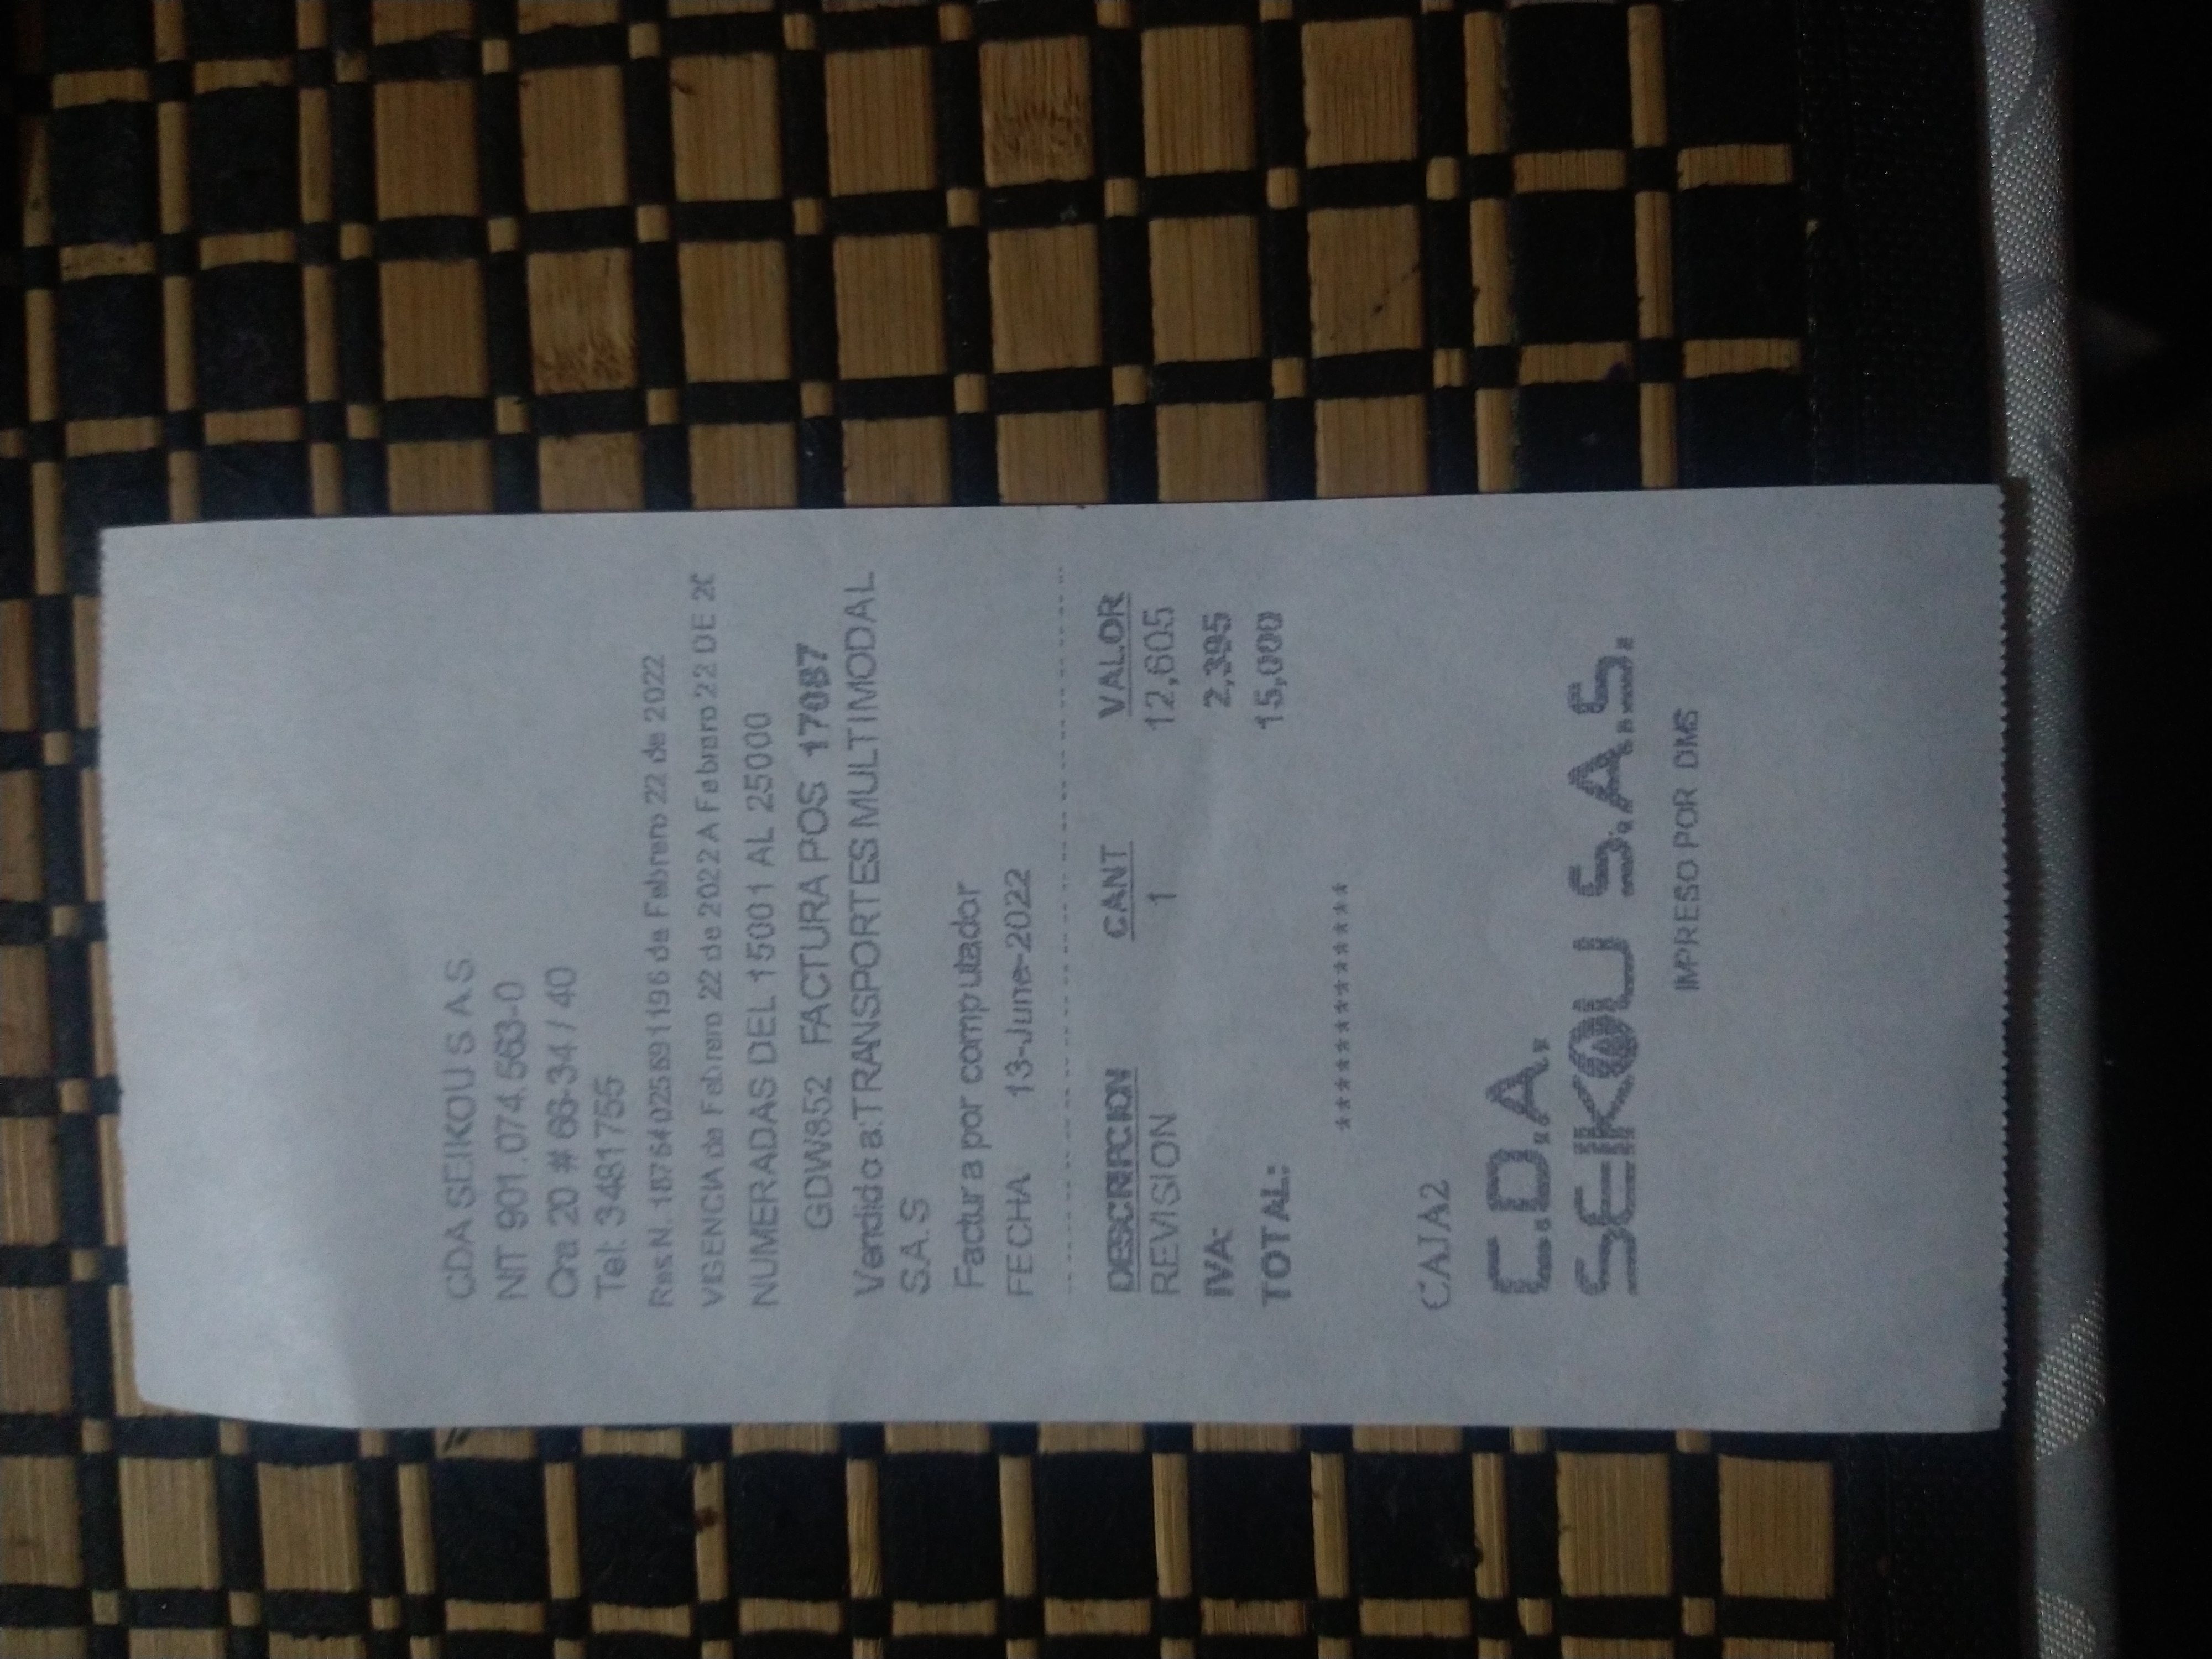 CDA SEIKOU S A S
NIT 901.074.663-0
Cra 20 # 66-34 / 40
Tel: 3481755
Res N. 18764025691196 de Febrero 22 de 2022
VIGENCIA de Febrero 22 de 2022 A Febrero 22 DE 20
NUMERADAS DEL 15001 AL 25000
GDW852 FACTURA POS 17087
Vendido a:TRANSPORTES MULTIMODAL
S.A.S
Factura por computador
FECHA 13-June-2022
DESCRIPCION CANT VALOR
REVISION 1 12,605
IVA: 2,395
TOTAL: 15,000
CAJA2
C.D.A.
SEIKOU S.A.S.
IMPRESO POR DMS